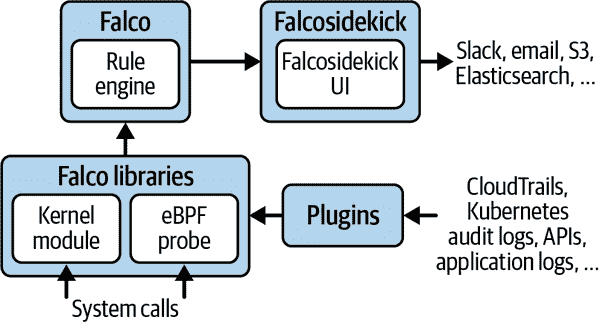 Falco
Rule
engine
Falcosidekick
Falcosidekick
UI
Slack, email, S3,
Elasticsearch, ...
Falco libraries
Kernel
module
eBPF
probe
Plugins
CloudTrails,
Kubernetes
audit logs, APIs,
application logs, ...
System calls